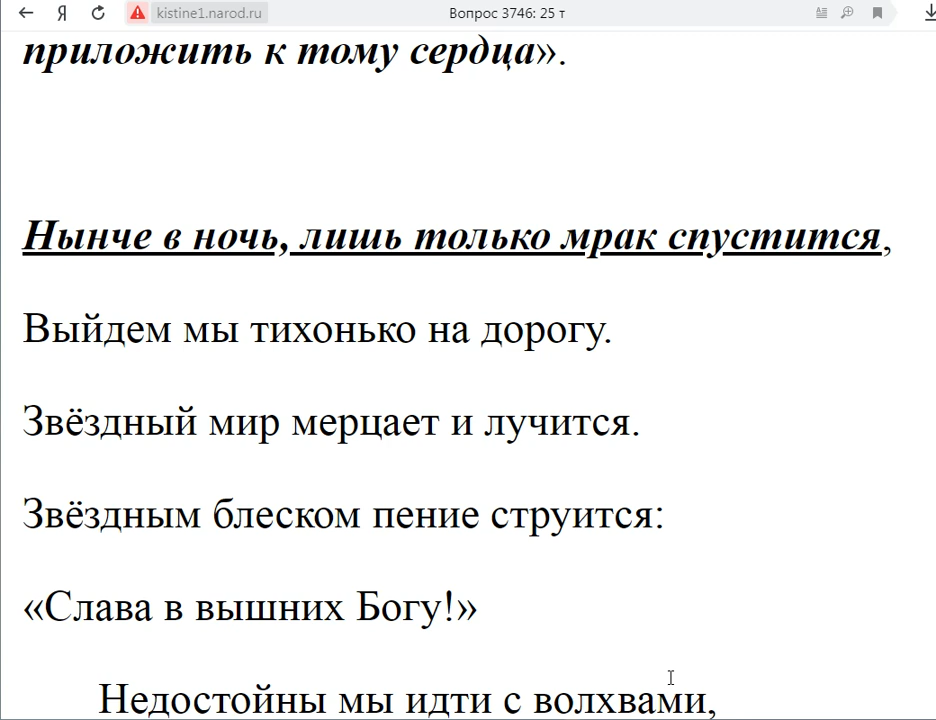 kistine1.narod.ru
Вопрос 3746: 25 т
приложить к тому сердца».
Нынче в ночь, лишь только мрак спустится,
Выйдем мы тихонько на дорогу.
Звёздный мир мерцает и лучится.
Звёздным блеском пение струится:
«Слава в вышних Богу!»
Недостойны мы идти с волхвами,